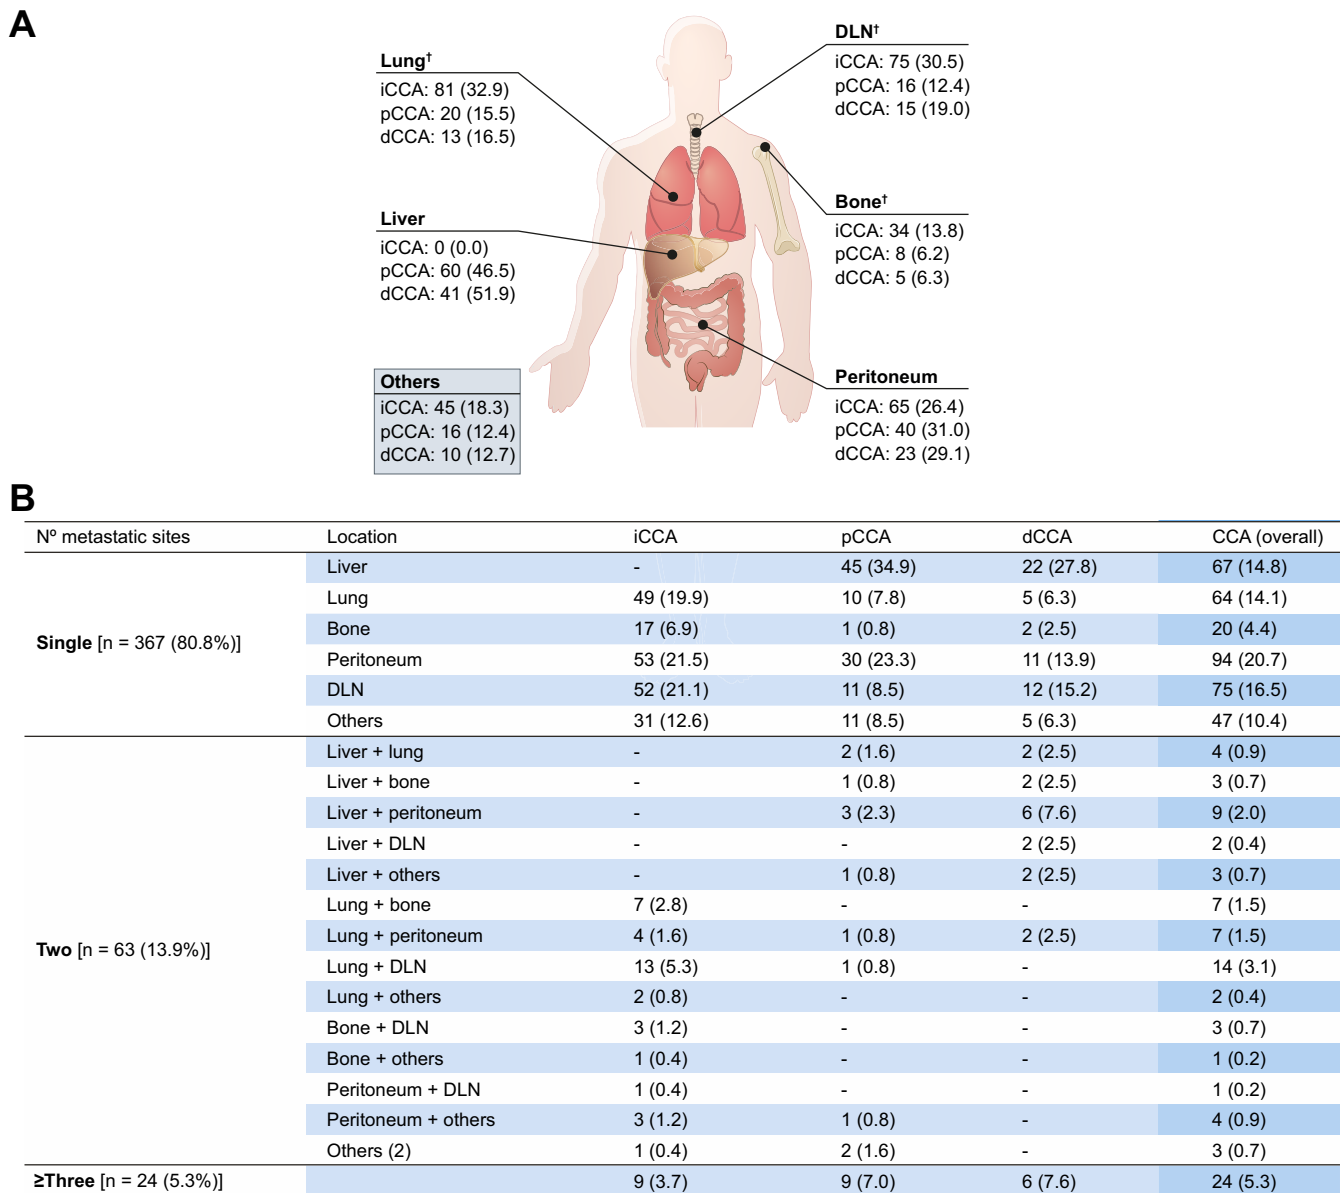 A
Lung†
iCCA: 81 (32.9)
pCCA: 20 (15.5)
dCCA: 13 (16.5)
DLN†
iCCA: 75 (30.5)
pCCA: 16 (12.4)
dCCA: 15 (19.0)
Liver
iCCA: 0 (0.0)
pCCA: 60 (46.5)
dCCA: 41 (51.9)
Bone†
iCCA: 34 (13.8)
pCCA: 8 (6.2)
dCCA: 5 (6.3)
Others
iCCA: 45 (18.3)
pCCA: 16 (12.4)
dCCA: 10 (12.7)
Peritoneum
iCCA: 65 (26.4)
pCCA: 40 (31.0)
dCCA: 23 (29.1)
B
Nº metastatic sites Location iCCA pCCA dCCA CCA (overall)
Liver - 45 (34.9) 22 (27.8) 67 (14.8)
Lung 49 (19.9) 10 (7.8) 5 (6.3) 64 (14.1)
Bone 17 (6.9) 1 (0.8) 2 (2.5) 20 (4.4)
Single [n = 367 (80.8%)]
Peritoneum 53 (21.5) 30 (23.3) 11 (13.9) 94 (20.7)
DLN 52 (21.1) 11 (8.5) 12 (15.2) 75 (16.5)
Others 31 (12.6) 11 (8.5) 5 (6.3) 47 (10.4)
Liver + lung - 2 (1.6) 2 (2.5) 4 (0.9)
Liver + bone - 1 (0.8) 2 (2.5) 3 (0.7)
Liver + peritoneum - 3 (2.3) 6 (7.6) 9 (2.0)
Liver + DLN - - 2 (2.5) 2 (0.4)
Liver + others - 1 (0.8) 2 (2.5) 3 (0.7)
Lung + bone 7 (2.8) - - 7 (1.5)
Lung + peritoneum 4 (1.6) 1 (0.8) 2 (2.5) 7 (1.5)
Two [n = 63 (13.9%)]
Lung + DLN 13 (5.3) 1 (0.8) - 14 (3.1)
Lung + others 2 (0.8) - - 2 (0.4)
Bone + DLN 3 (1.2) - - 3 (0.7)
Bone + others 1 (0.4) - - 1 (0.2)
Peritoneum + DLN 1 (0.4) - - 1 (0.2)
Peritoneum + others 3 (1.2) 1 (0.8) - 4 (0.9)
Others (2) 1 (0.4) 2 (1.6) - 3 (0.7)
≥Three [n = 24 (5.3%)] 9 (3.7) 9 (7.0) 6 (7.6) 24 (5.3)